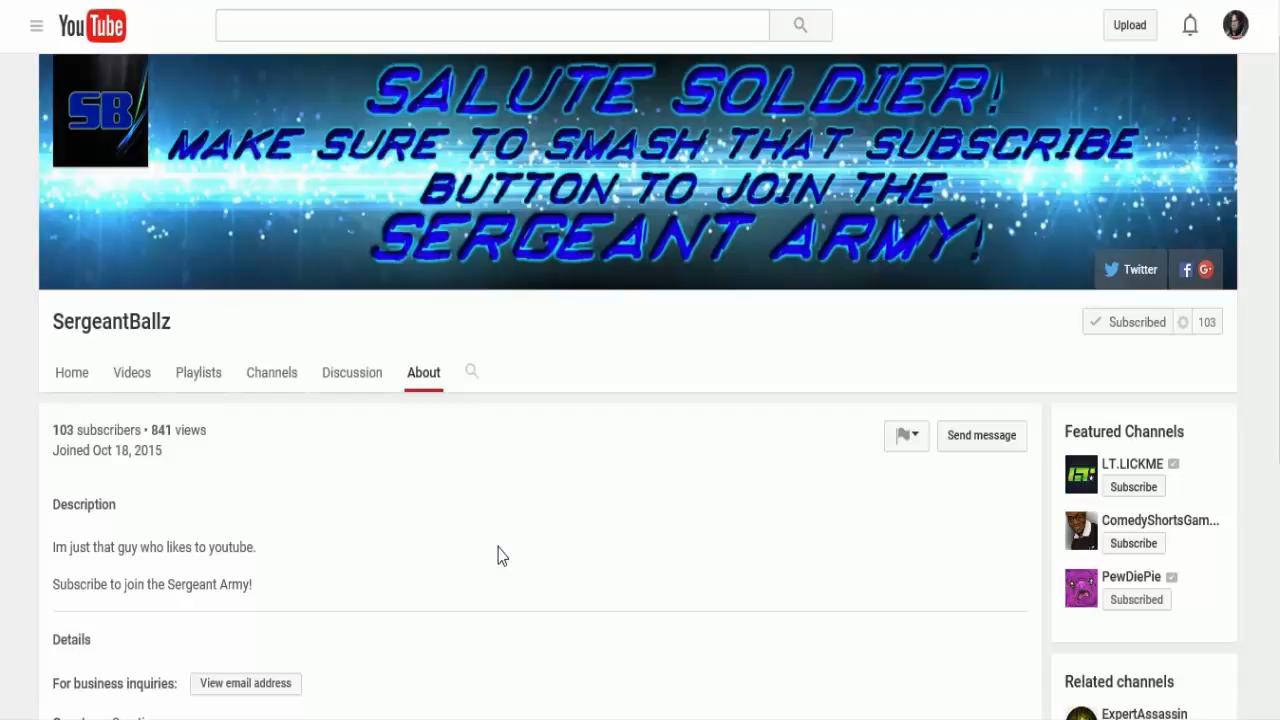 YouTube
Upload
SB
SALUTE SOLDIER!
MAKE SURE TO SMASH THAT SUBSCRIBE
BUTTON TO JOIN THE
SERGEANT ARMY!
Twitter
SergeantBallz
Subscribed 103
Home Videos Playlists Channels Discussion About
103 subscribers • 841 views
Joined Oct 18, 2015
Send message
Description
Im just that guy who likes to youtube.
Subscribe to join the Sergeant Army!
Details
For business inquiries: View email address
Featured Channels
LT.LICKME
Subscribe
ComedyShortsGam...
Subscribe
PewDiePie
Subscribed
Related channels
ExpertAssassin